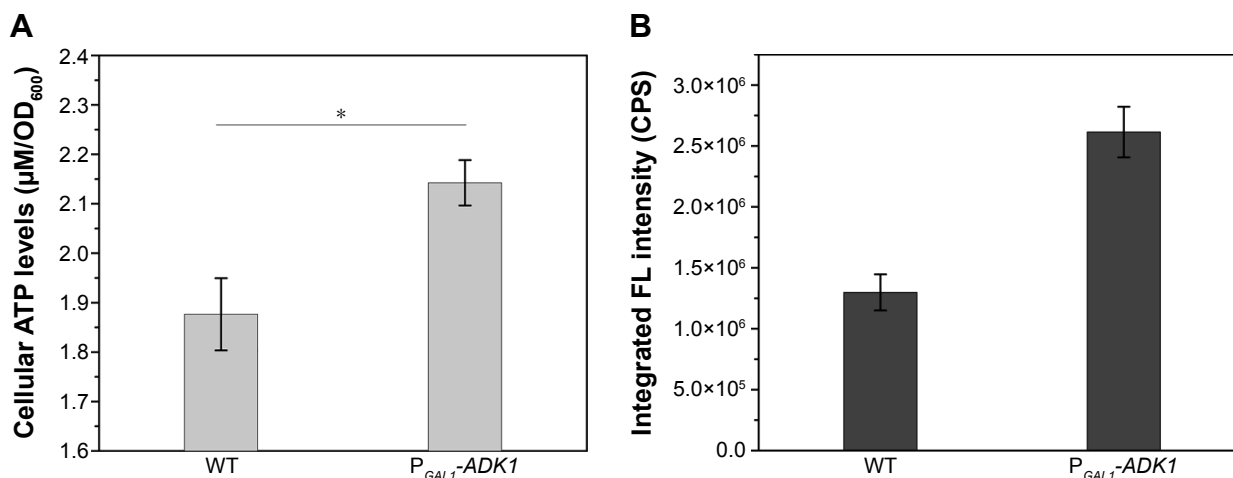 A
Cellular ATP levels (µM/OD600)
2.4
2.3
2.2
2.1
2.0
1.9
1.8
1.7
1.6
*
WT
PGAL1-ADK1
B
Integrated FL intensity (CPS)
3.0×10⁶
2.5×10⁶
2.0×10⁶
1.5×10⁶
1.0×10⁶
5.0×10⁵
0.0
WT
PGAL1-ADK1